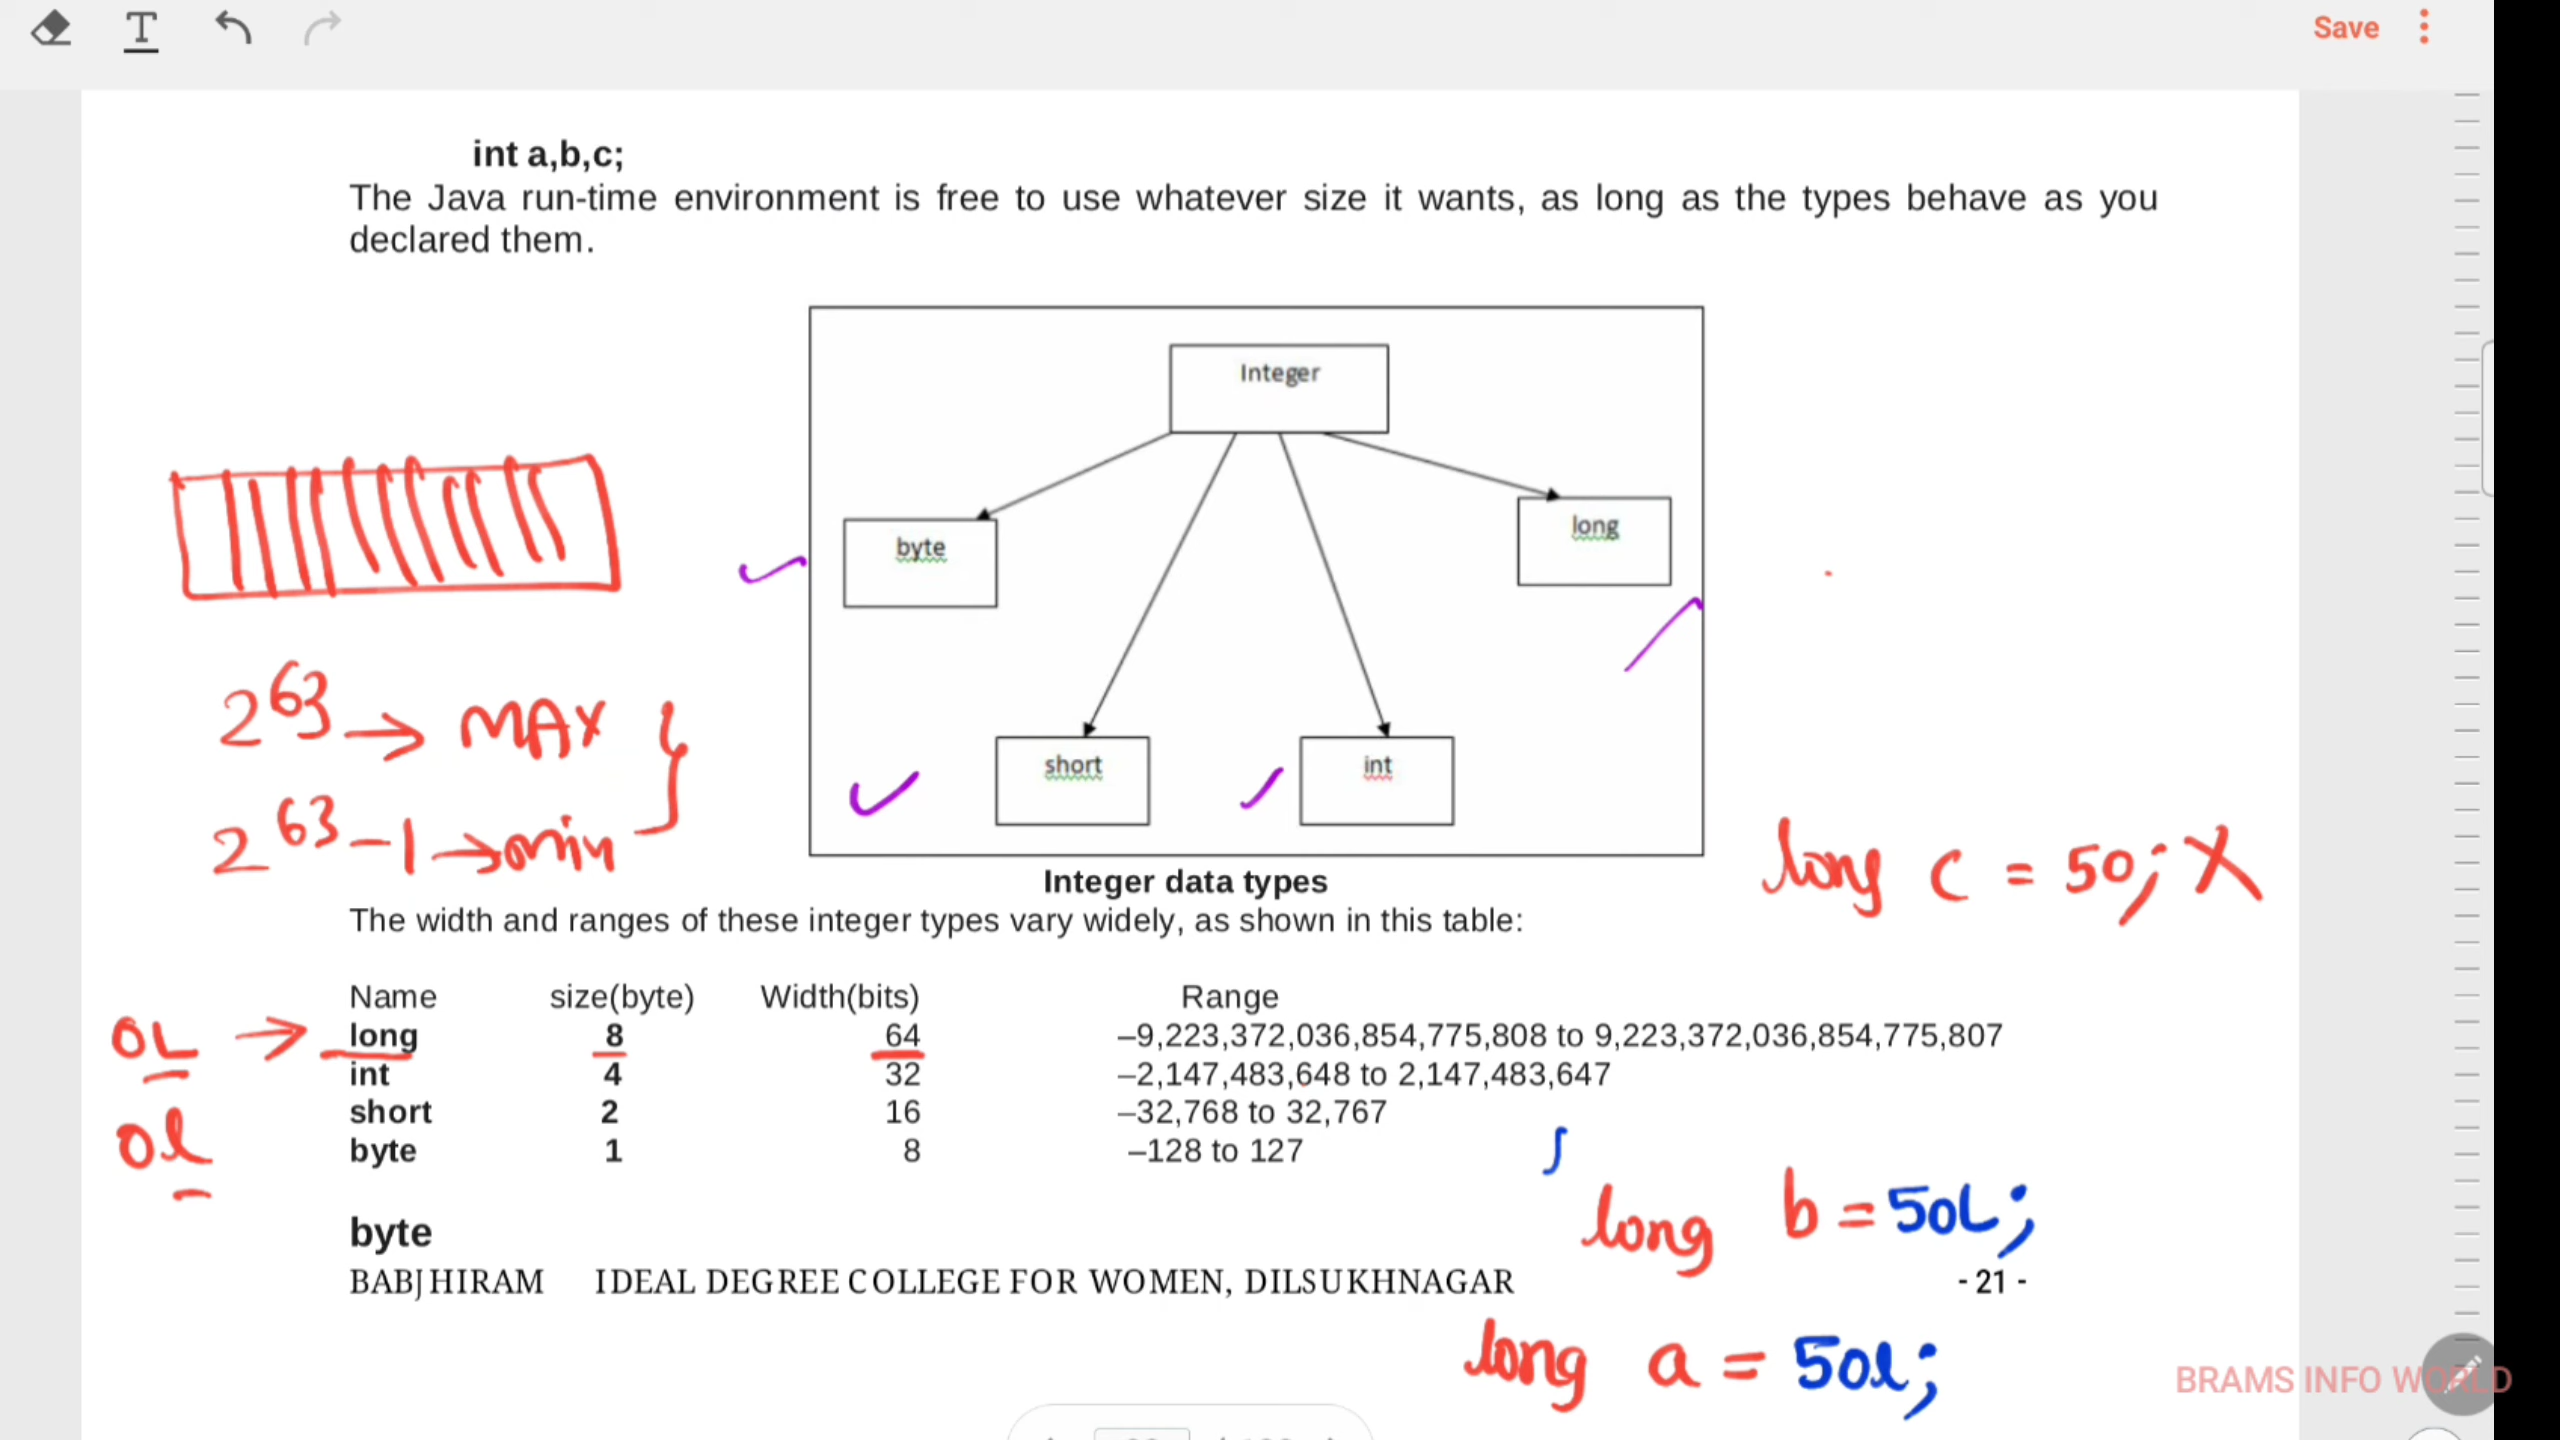 T
Save
int a,b,c;
The Java run-time environment is free to use whatever size it wants, as long as the types behave as you
declared them.
Integer
byte
long
short
int
2^63 → MAX
2^63 - 1 → min
long c = 50; X
Integer data types
The width and ranges of these integer types vary widely, as shown in this table:
Name size(byte) Width(bits) Range
0L → long 8 64 –9,223,372,036,854,775,808 to 9,223,372,036,854,775,807
int 4 32 –2,147,483,648 to 2,147,483,647
short 2 16 –32,768 to 32,767
0l byte 1 8 –128 to 127
long b = 50L;
byte
BABJHIRAM IDEAL DEGREE COLLEGE FOR WOMEN, DILSUKHNAGAR - 21 -
long a = 50l;
BRAMS INFO WORLD